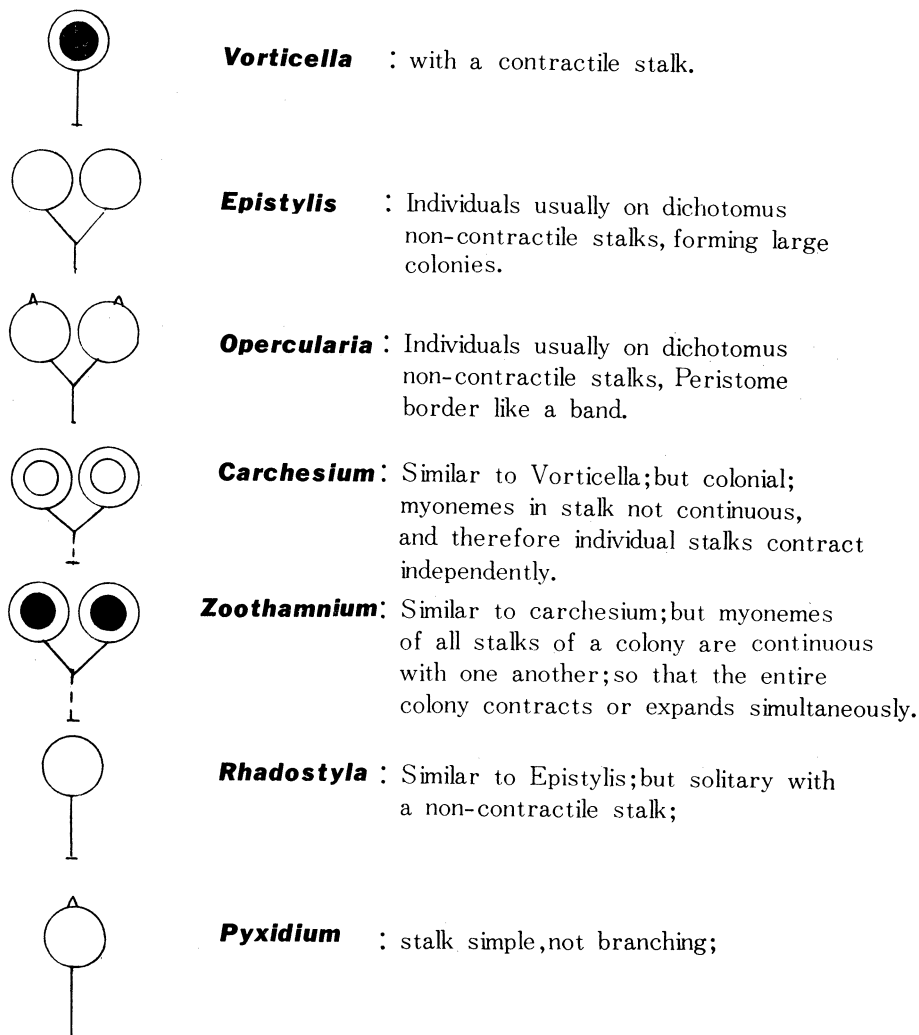 Vorticella : with a contractile stalk.
Epistylis : Individuals usually on dichotomus
non-contractile stalks, forming large
colonies.
Opercularia : Individuals usually on dichotomus
non-contractile stalks, Peristome
border like a band.
Carchesium : Similar to Vorticella; but colonial;
myonemes in stalk not continuous,
and therefore individual stalks contract
independently.
Zoothamnium : Similar to carchesium; but myonemes
of all stalks of a colony are continuous
with one another; so that the entire
colony contracts or expands simultaneously.
Rhadostyla : Similar to Epistylis; but solitary with
a non-contractile stalk;
Pyxidium : stalk simple, not branching;